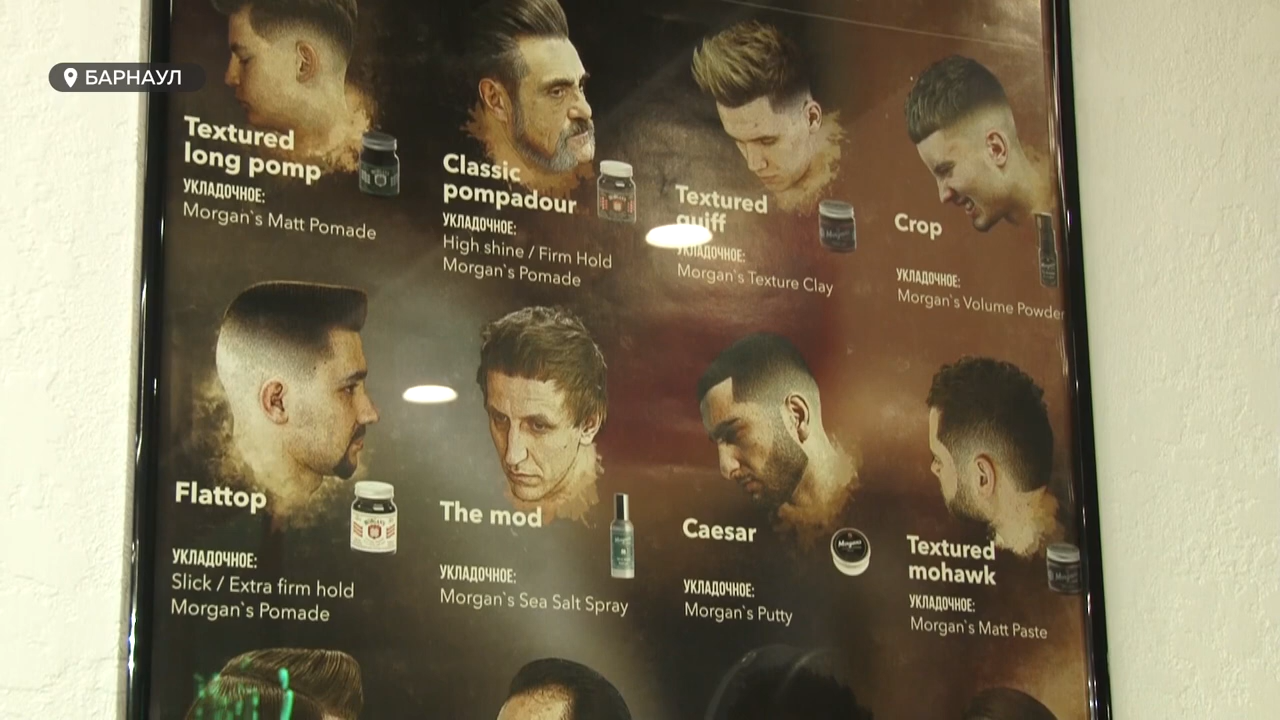 БАРНАУЛ
Textured
long pomp
УКЛАДОЧНОЕ:
Morgan`s Matt Pomade
Classic
pompadour
УКЛАДОЧНОЕ:
High shine / Firm Hold
Morgan`s Pomade
Textured
quiff
УКЛАДОЧНОЕ:
Morgan`s Texture Clay
Crop
УКЛАДОЧНОЕ:
Morgan`s Volume Powder
Flattop
УКЛАДОЧНОЕ:
Slick / Extra firm hold
Morgan`s Pomade
The mod
УКЛАДОЧНОЕ:
Morgan`s Sea Salt Spray
Caesar
УКЛАДОЧНОЕ:
Morgan`s Putty
Textured
mohawk
УКЛАДОЧНОЕ:
Morgan`s Matt Paste